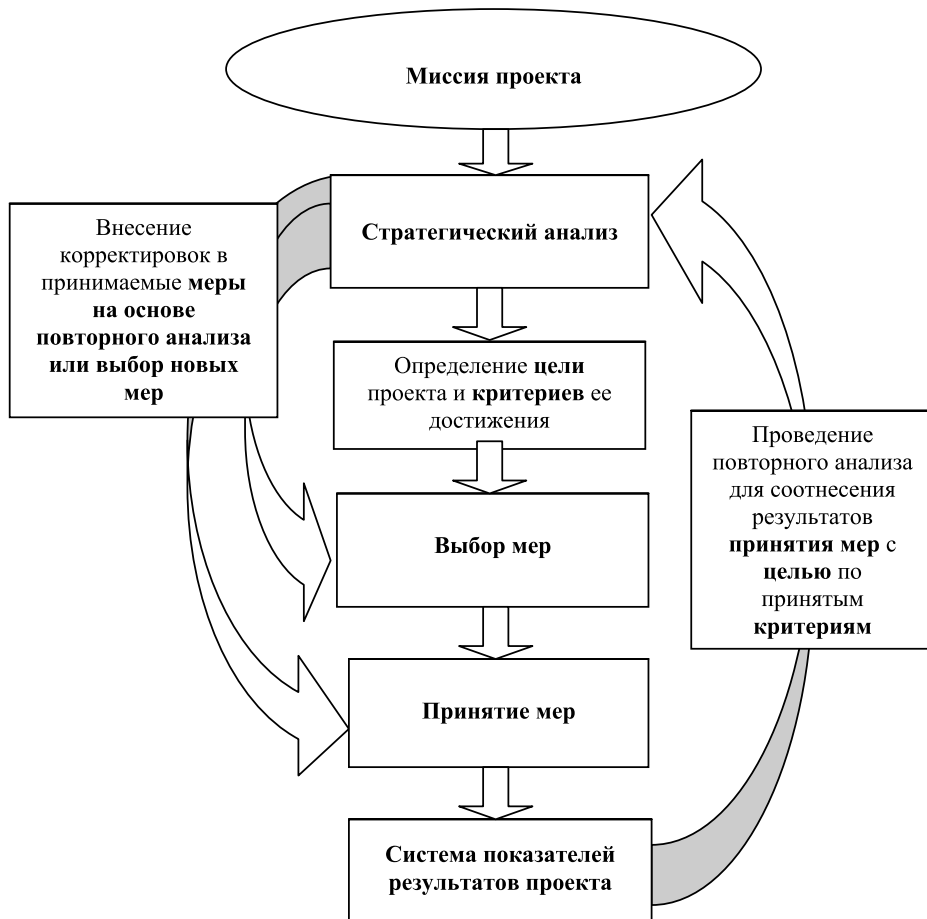 Миссия проекта
Стратегический анализ
Внесение
корректировок в
принимаемые меры
на основе
повторного анализа
или выбор новых
мер
Определение цели
проекта и критериев ее
достижения
Проведение
повторного анализа
для соотнесения
результатов
принятия мер с
целью по
принятым
критериям
Выбор мер
Принятие мер
Система показателей
результатов проекта